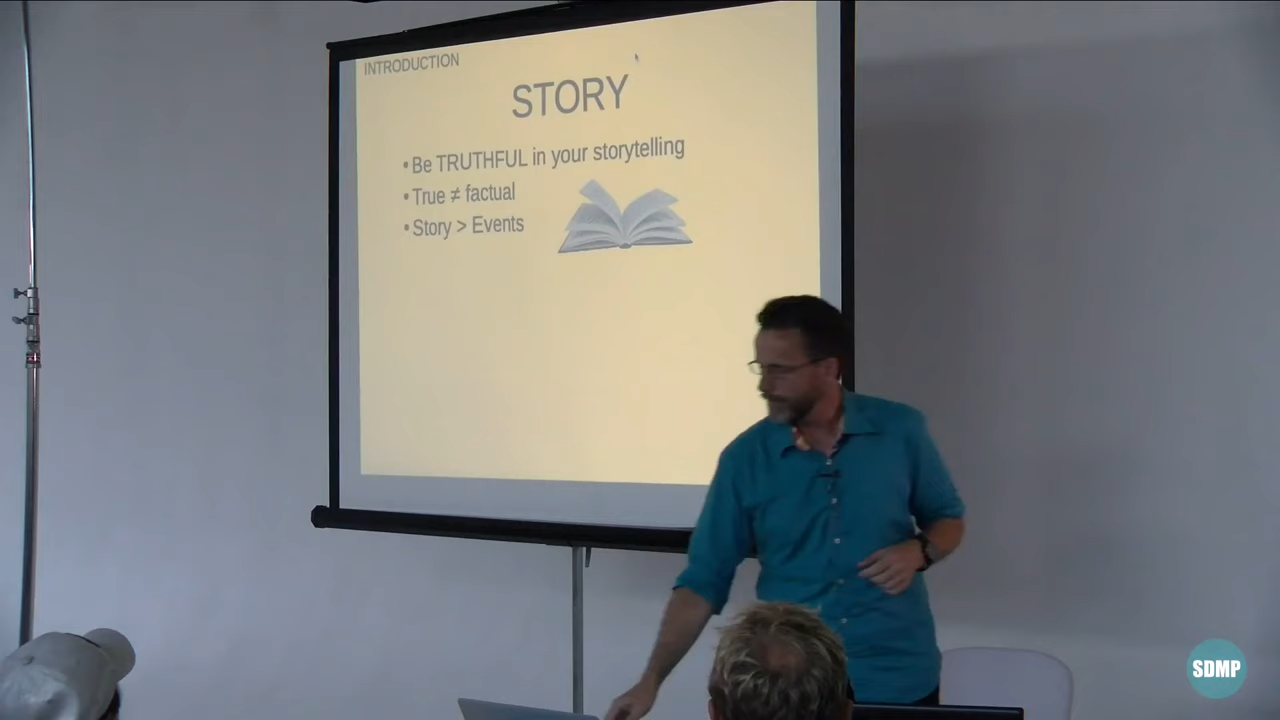 INTRODUCTION
STORY
• Be TRUTHFUL in your storytelling
• True ≠ factual
• Story > Events
SDMP